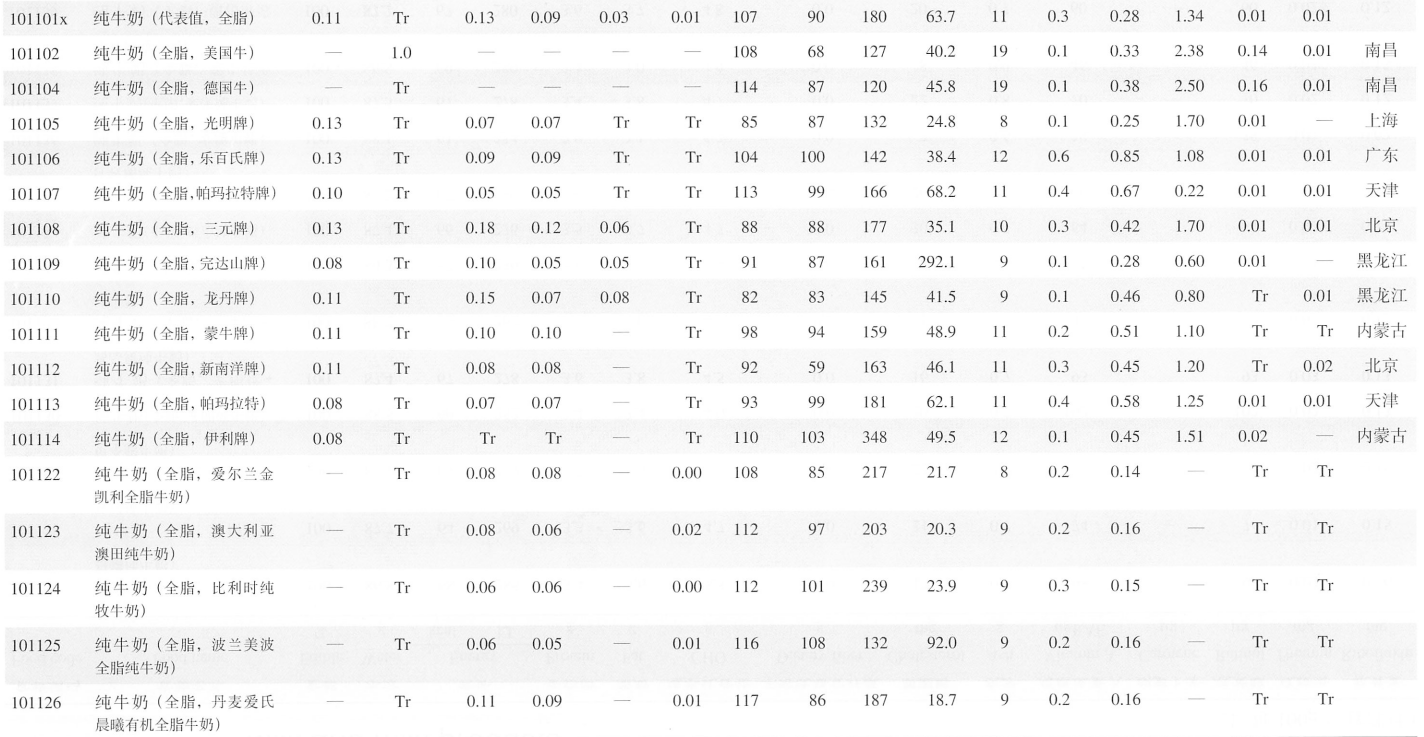 101101x 纯牛奶（代表值，全脂） 0.11 Tr 0.13 0.09 0.03 0.01 107 90 180 63.7 11 0.3 0.28 1.34 0.01 0.01
101102 纯牛奶（全脂，美国牛） — 1.0 — — — — 108 68 127 40.2 19 0.1 0.33 2.38 0.14 0.01 南昌
101104 纯牛奶（全脂，德国牛） — Tr — — — — 114 87 120 45.8 19 0.1 0.38 2.50 0.16 0.01 南昌
101105 纯牛奶（全脂，光明牌） 0.13 Tr 0.07 0.07 Tr Tr 85 87 132 24.8 8 0.1 0.25 1.70 0.01 — 上海
101106 纯牛奶（全脂，乐百氏牌） 0.13 Tr 0.09 0.09 Tr Tr 104 100 142 38.4 12 0.6 0.85 1.08 0.01 0.01 广东
101107 纯牛奶（全脂，帕玛拉特牌） 0.10 Tr 0.05 0.05 Tr Tr 113 99 166 68.2 11 0.4 0.67 0.22 0.01 0.01 天津
101108 纯牛奶（全脂，三元牌） 0.13 Tr 0.18 0.12 0.06 Tr 88 88 177 35.1 10 0.3 0.42 1.70 0.01 0.01 北京
101109 纯牛奶（全脂，完达山牌） 0.08 Tr 0.10 0.05 0.05 Tr 91 87 161 292.1 9 0.1 0.28 0.60 0.01 — 黑龙江
101110 纯牛奶（全脂，龙丹牌） 0.11 Tr 0.15 0.07 0.08 Tr 82 83 145 41.5 9 0.1 0.46 0.80 Tr 0.01 黑龙江
101111 纯牛奶（全脂，蒙牛牌） 0.11 Tr 0.10 0.10 — Tr 98 94 159 48.9 11 0.2 0.51 1.10 Tr Tr 内蒙古
101112 纯牛奶（全脂，新南洋牌） 0.11 Tr 0.08 0.08 — Tr 92 59 163 46.1 11 0.3 0.45 1.20 Tr 0.02 北京
101113 纯牛奶（全脂，帕玛拉特） 0.08 Tr 0.07 0.07 — Tr 93 99 181 62.1 11 0.4 0.58 1.25 0.01 0.01 天津
101114 纯牛奶（全脂，伊利牌） 0.08 Tr Tr Tr — Tr 110 103 348 49.5 12 0.1 0.45 1.51 0.02 — 内蒙古
101122 纯牛奶（全脂，爱尔兰金 — Tr 0.08 0.08 — 0.00 108 85 217 21.7 8 0.2 0.14 — Tr Tr
凯利全脂牛奶）
101123 纯牛奶（全脂，澳大利亚 — Tr 0.08 0.06 — 0.02 112 97 203 20.3 9 0.2 0.16 — Tr Tr
澳田纯牛奶）
101124 纯牛奶（全脂，比利时纯 — Tr 0.06 0.06 — 0.00 112 101 239 23.9 9 0.3 0.15 — Tr Tr
牧牛奶）
101125 纯牛奶（全脂，波兰美波 — Tr 0.06 0.05 — 0.01 116 108 132 92.0 9 0.2 0.16 — Tr Tr
全脂纯牛奶）
101126 纯牛奶（全脂，丹麦爱氏 — Tr 0.11 0.09 — 0.01 117 86 187 18.7 9 0.2 0.16 — Tr Tr
晨曦有机全脂牛奶）